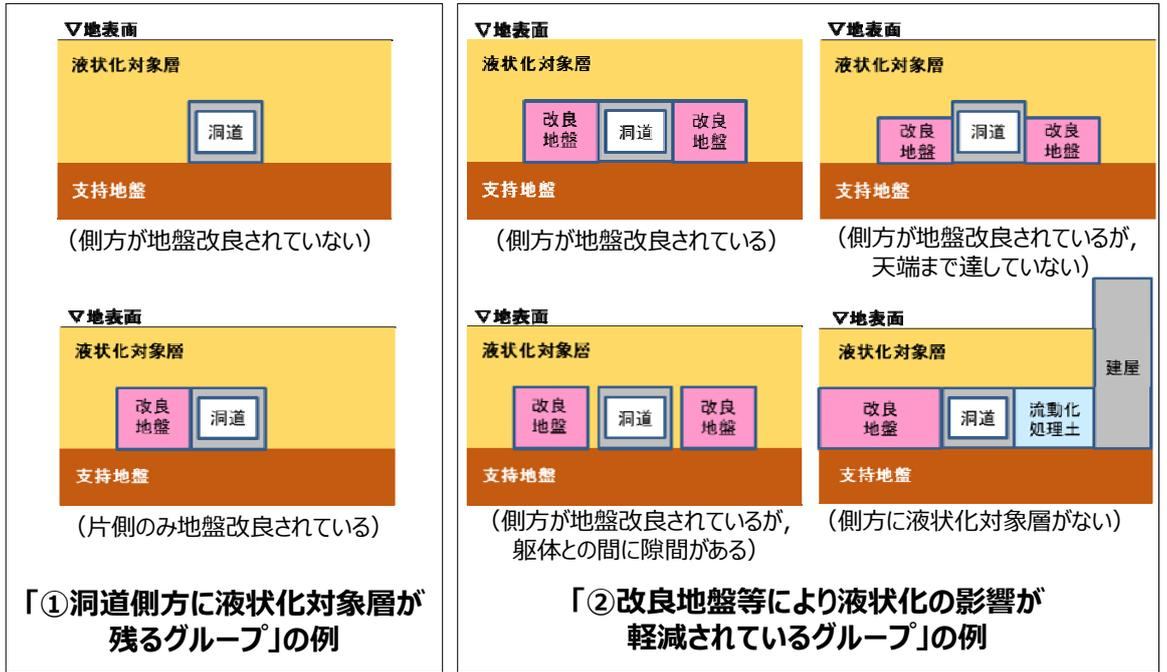 ▽地表面
液状化対象層
洞道
支持地盤
（側方が地盤改良されていない）
▽地表面
液状化対象層
改良
地盤
洞道
支持地盤
（片側のみ地盤改良されている）
「①洞道側方に液状化対象層が
残るグループ」の例
▽地表面
液状化対象層
改良
地盤
洞道
改良
地盤
支持地盤
（側方が地盤改良されている）
▽地表面
液状化対象層
改良
地盤
洞道
改良
地盤
支持地盤
（側方が地盤改良されているが，
天端まで達していない）
▽地表面
液状化対象層
改良
地盤
洞道
改良
地盤
支持地盤
（側方が地盤改良されているが，
躯体との間に隙間がある）
▽地表面
液状化対象層
改良
地盤
洞道
流動化
処理土
建屋
支持地盤
（側方に液状化対象層がない）
「②改良地盤等により液状化の影響が
軽減されているグループ」の例